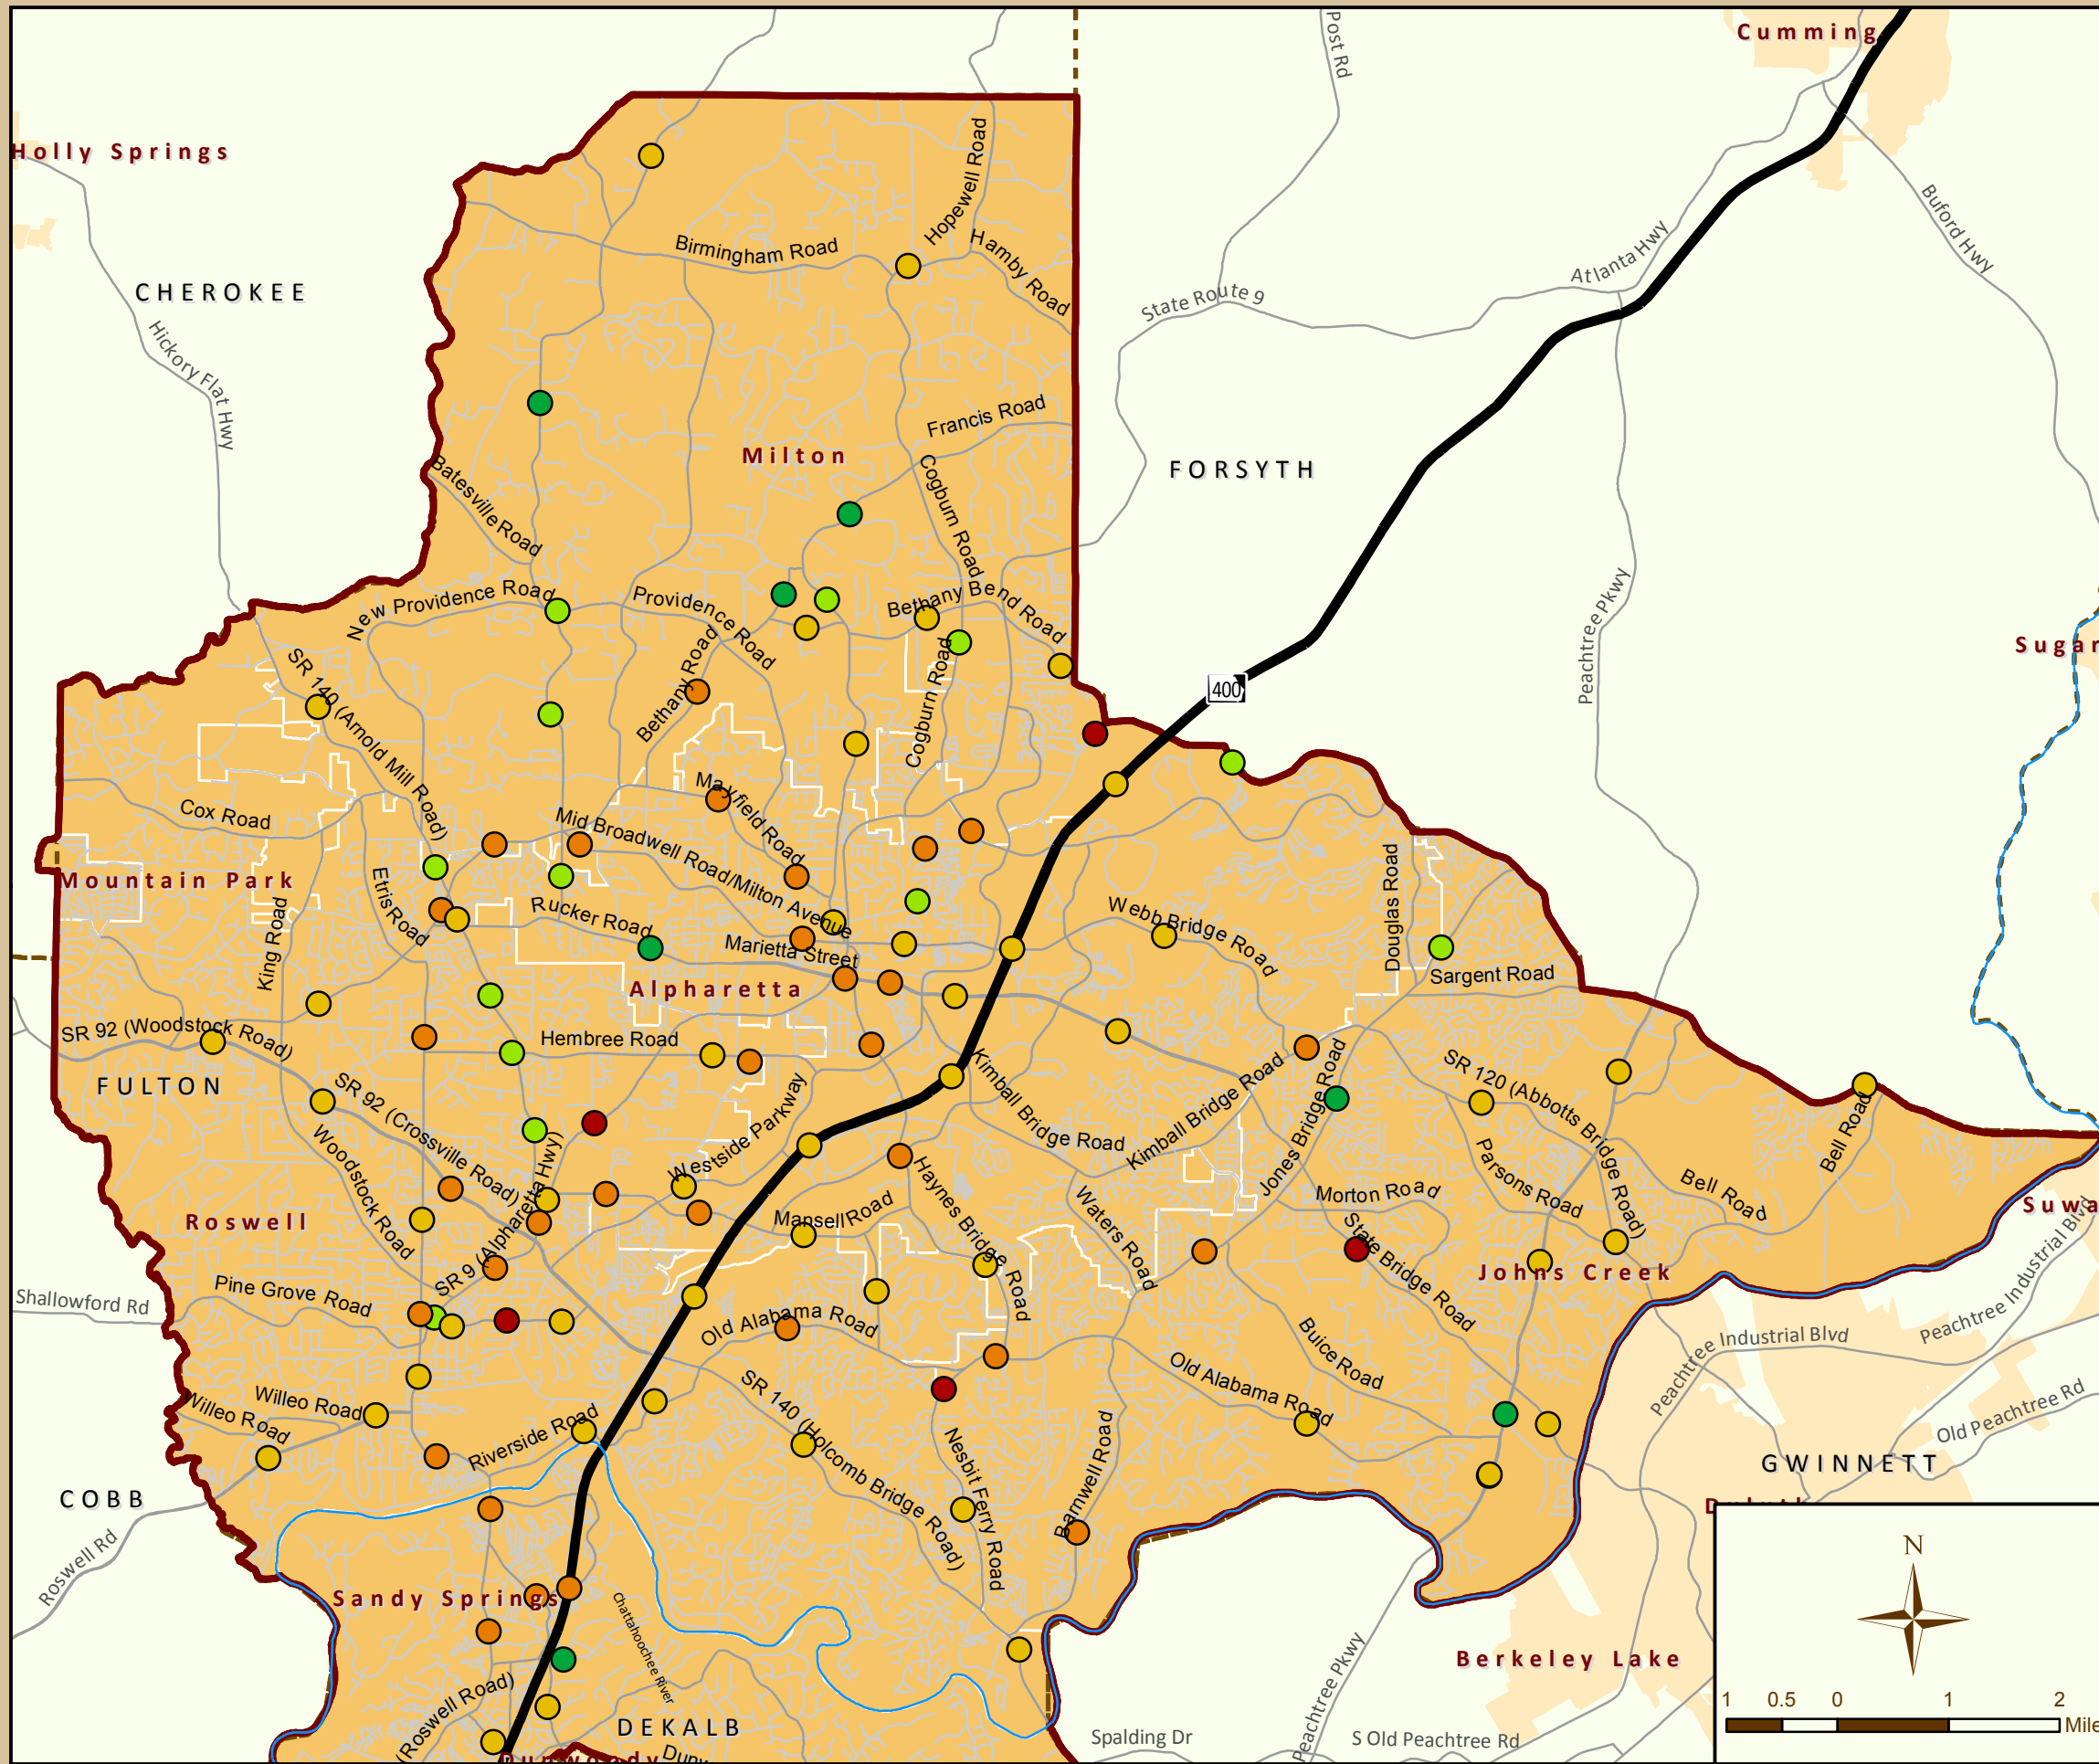 Cumming
Post Rd
Holly Springs
Hopewell Road
Buford Hwy
Birmingham Road
Hamby Road
Atlanta Hwy
CHEROKEE
State Route 9
Hickory Flat Hwy
Francis Road
Milton
FORSYTH
Batesville Road
Cogburn Road
New Providence Road
Providence Road
Bethany Bend Road
Peachtree Pkwy
Sugar
SR 140 (Arnold Mill Road)
Bethany Road
Cogburn Road
400
Mayfield Road
Cox Road
Mid Broadwell Road/Milton Avenue
Mountain Park
Etris Road
King Road
Rucker Road
Webb Bridge Road
Douglas Road
Marietta Street
Sargent Road
Alpharetta
SR 92 (Woodstock Road)
Hembree Road
FULTON
SR 92 (Crossville Road)
Westside Parkway
Kimball Bridge Road
Kimball Bridge Road
Jones Bridge Road
SR 120 (Abbotts Bridge Road)
Bell Road
Woodstock Road
Parsons Road
Bell Road
Morton Road
Roswell
SR 9 (Alpharetta Hwy)
Mansell Road
Haynes Bridge Road
Waters Road
State Bridge Road
Johns Creek
Suwa
Shallowford Rd
Pine Grove Road
Old Alabama Road
Buice Road
Peachtree Industrial Blvd
Peachtree Industrial Blvd
Willeo Road
Willeo Road
Old Alabama Road
SR 140 (Holcomb Bridge Road)
Riverside Road
Old Peachtree Rd
Nesbit Ferry Road
Barnwell Road
GWINNETT
COBB
Roswell Rd
Peachtree
N
Sandy Springs
Chattahoochee River
Berkeley Lake
(Roswell Road)
Peachtree Pkwy
1 0.5 0 1 2
Mile
DEKALB
Spalding Dr
S Old Peachtree Rd
Dunwoody
Dunw